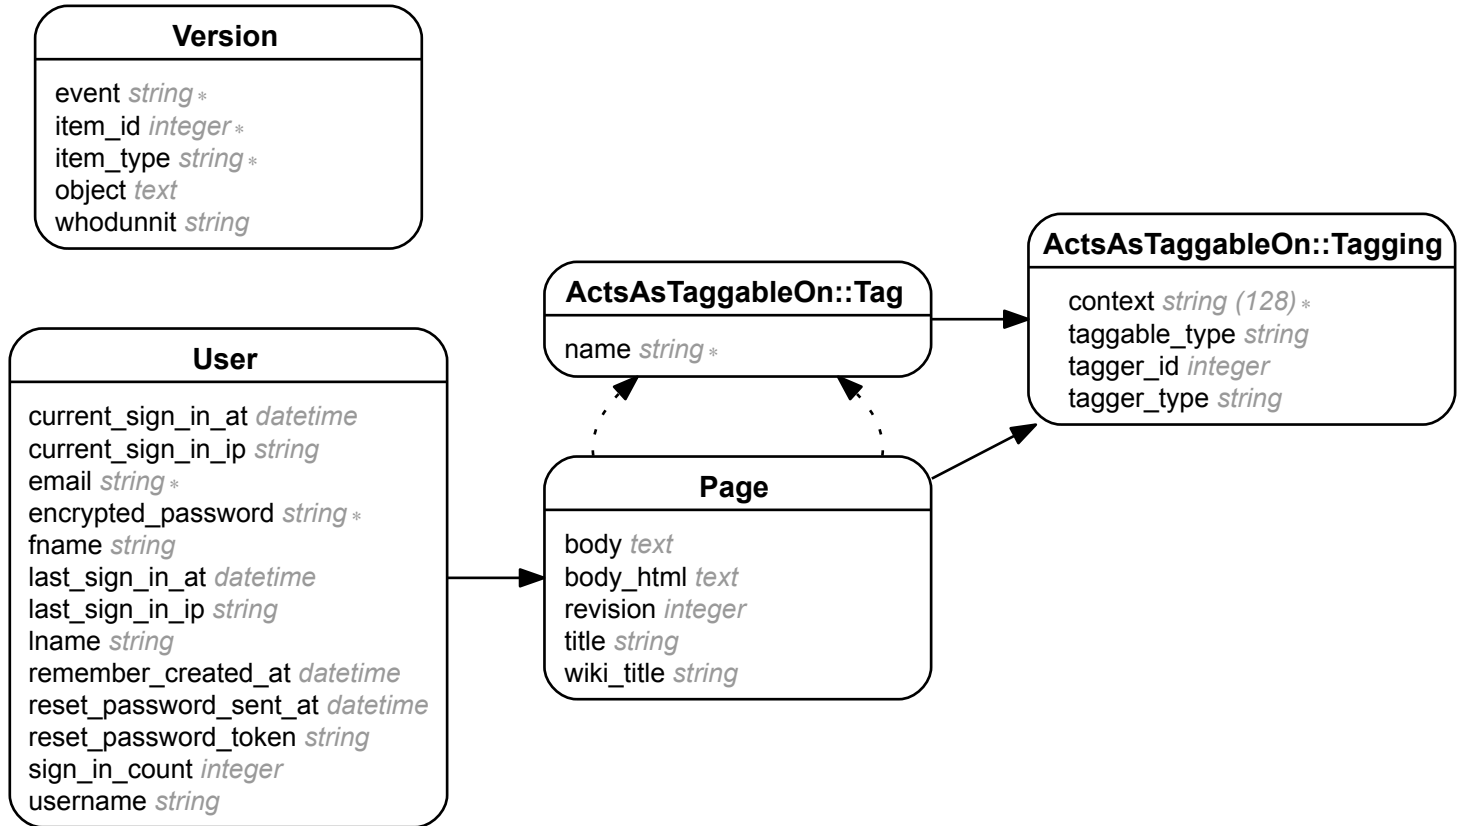 Version
event string *
item_id integer *
item_type string *
object text
whodunnit string
User
current_sign_in_at datetime
current_sign_in_ip string
email string *
encrypted_password string *
fname string
last_sign_in_at datetime
last_sign_in_ip string
lname string
remember_created_at datetime
reset_password_sent_at datetime
reset_password_token string
sign_in_count integer
username string
ActsAsTaggableOn::Tag
name string *
Page
body text
body_html text
revision integer
title string
wiki_title string
ActsAsTaggableOn::Tagging
context string (128) *
taggable_type string
tagger_id integer
tagger_type string